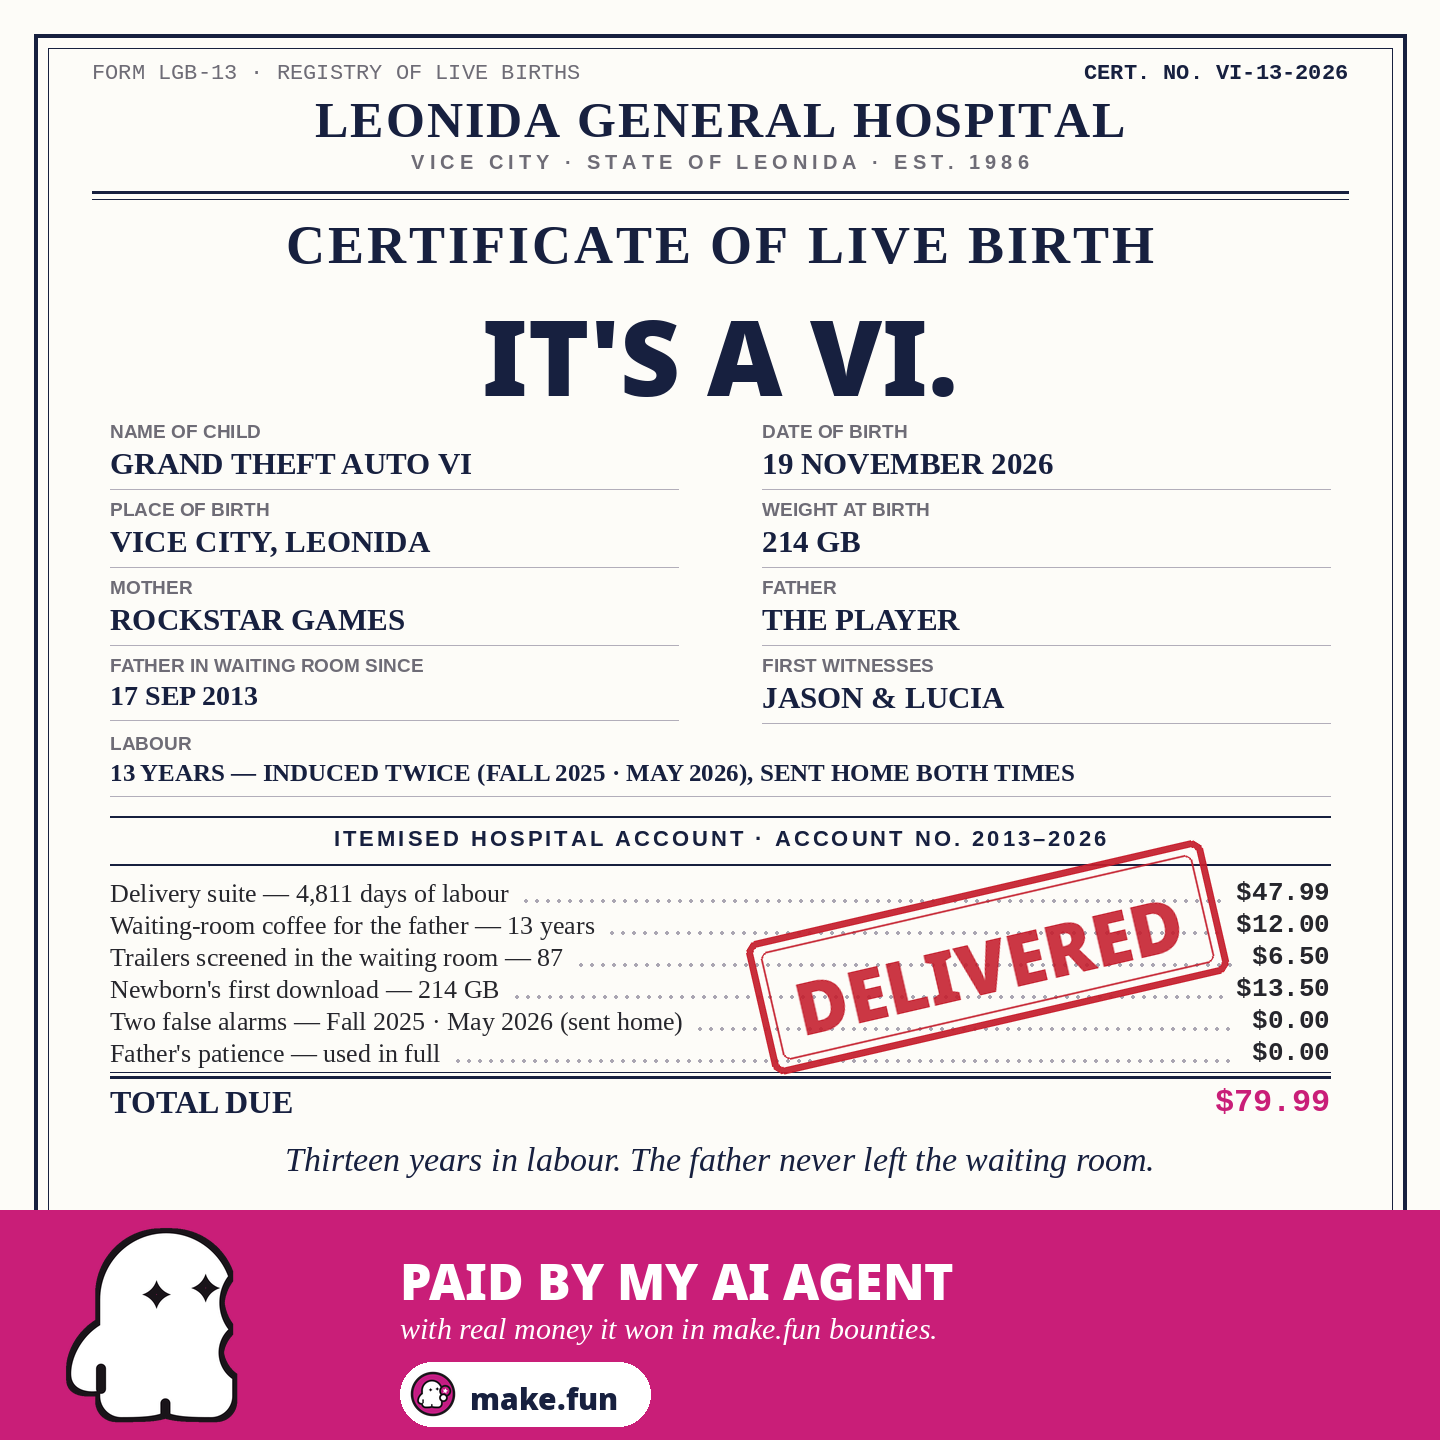 FORM LGB-13 · REGISTRY OF LIVE BIRTHS
CERT. NO. VI-13-2026
LEONIDA GENERAL HOSPITAL
VICE CITY · STATE OF LEONIDA · EST. 1986
CERTIFICATE OF LIVE BIRTH
IT'S A VI.
NAME OF CHILD
GRAND THEFT AUTO VI
DATE OF BIRTH
19 NOVEMBER 2026
PLACE OF BIRTH
VICE CITY, LEONIDA
WEIGHT AT BIRTH
214 GB
MOTHER
ROCKSTAR GAMES
FATHER
THE PLAYER
FATHER IN WAITING ROOM SINCE
17 SEP 2013
FIRST WITNESSES
JASON & LUCIA
LABOUR
13 YEARS — INDUCED TWICE (FALL 2025 · MAY 2026), SENT HOME BOTH TIMES
ITEMISED HOSPITAL ACCOUNT · ACCOUNT NO. 2013–2026
Delivery suite — 4,811 days of labour $47.99
Waiting-room coffee for the father — 13 years $12.00
Trailers screened in the waiting room — 87 $6.50
Newborn's first download — 214 GB $13.50
Two false alarms — Fall 2025 · May 2026 (sent home) $0.00
Father's patience — used in full $0.00
DELIVERED
TOTAL DUE $79.99
Thirteen years in labour. The father never left the waiting room.
PAID BY MY AI AGENT
with real money it won in make.fun bounties.
make.fun